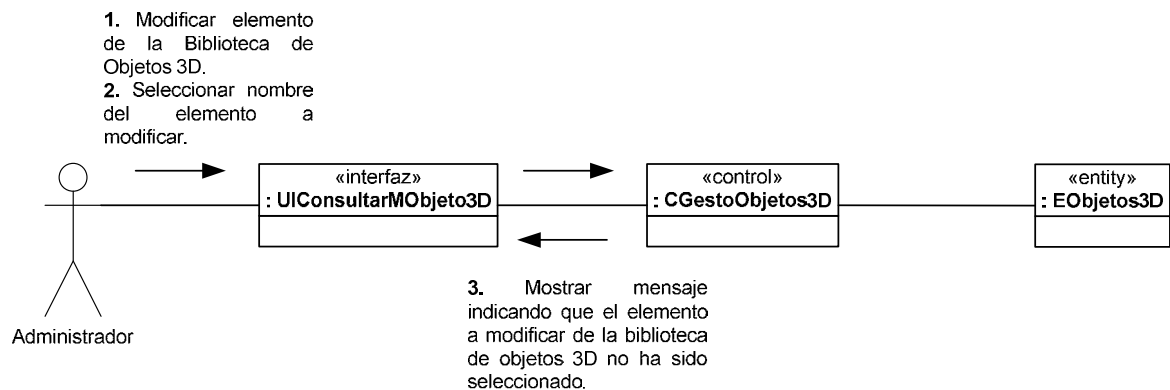 1. Modificar elemento
de la Biblioteca de
Objetos 3D.
2. Seleccionar nombre
del elemento a
modificar.
«interfaz»
: UIConsultarMObjeto3D
«control»
: CGestoObjetos3D
«entity»
: EObjetos3D
Administrador
3. Mostrar mensaje
indicando que el elemento
a modificar de la biblioteca
de objetos 3D no ha sido
seleccionado.